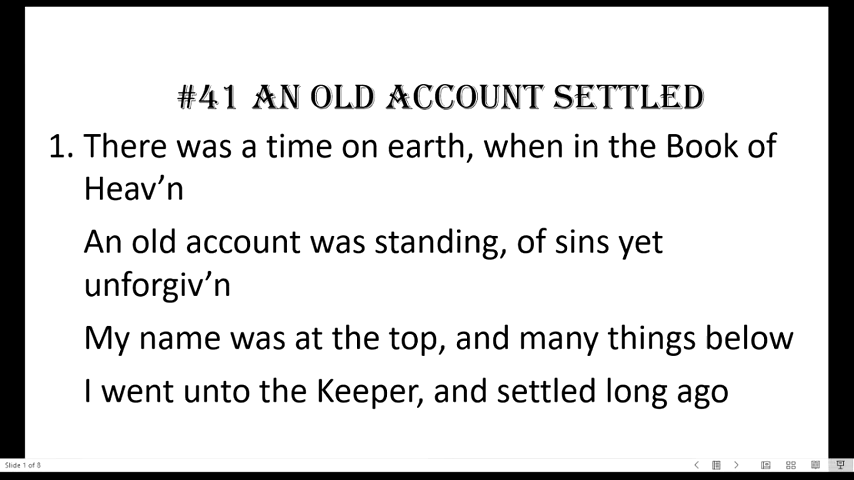 #41 AN OLD ACCOUNT SETTLED
1. There was a time on earth, when in the Book of
Heav’n
An old account was standing, of sins yet
unforgiv’n
My name was at the top, and many things below
I went unto the Keeper, and settled long ago
Slide 1 of 8